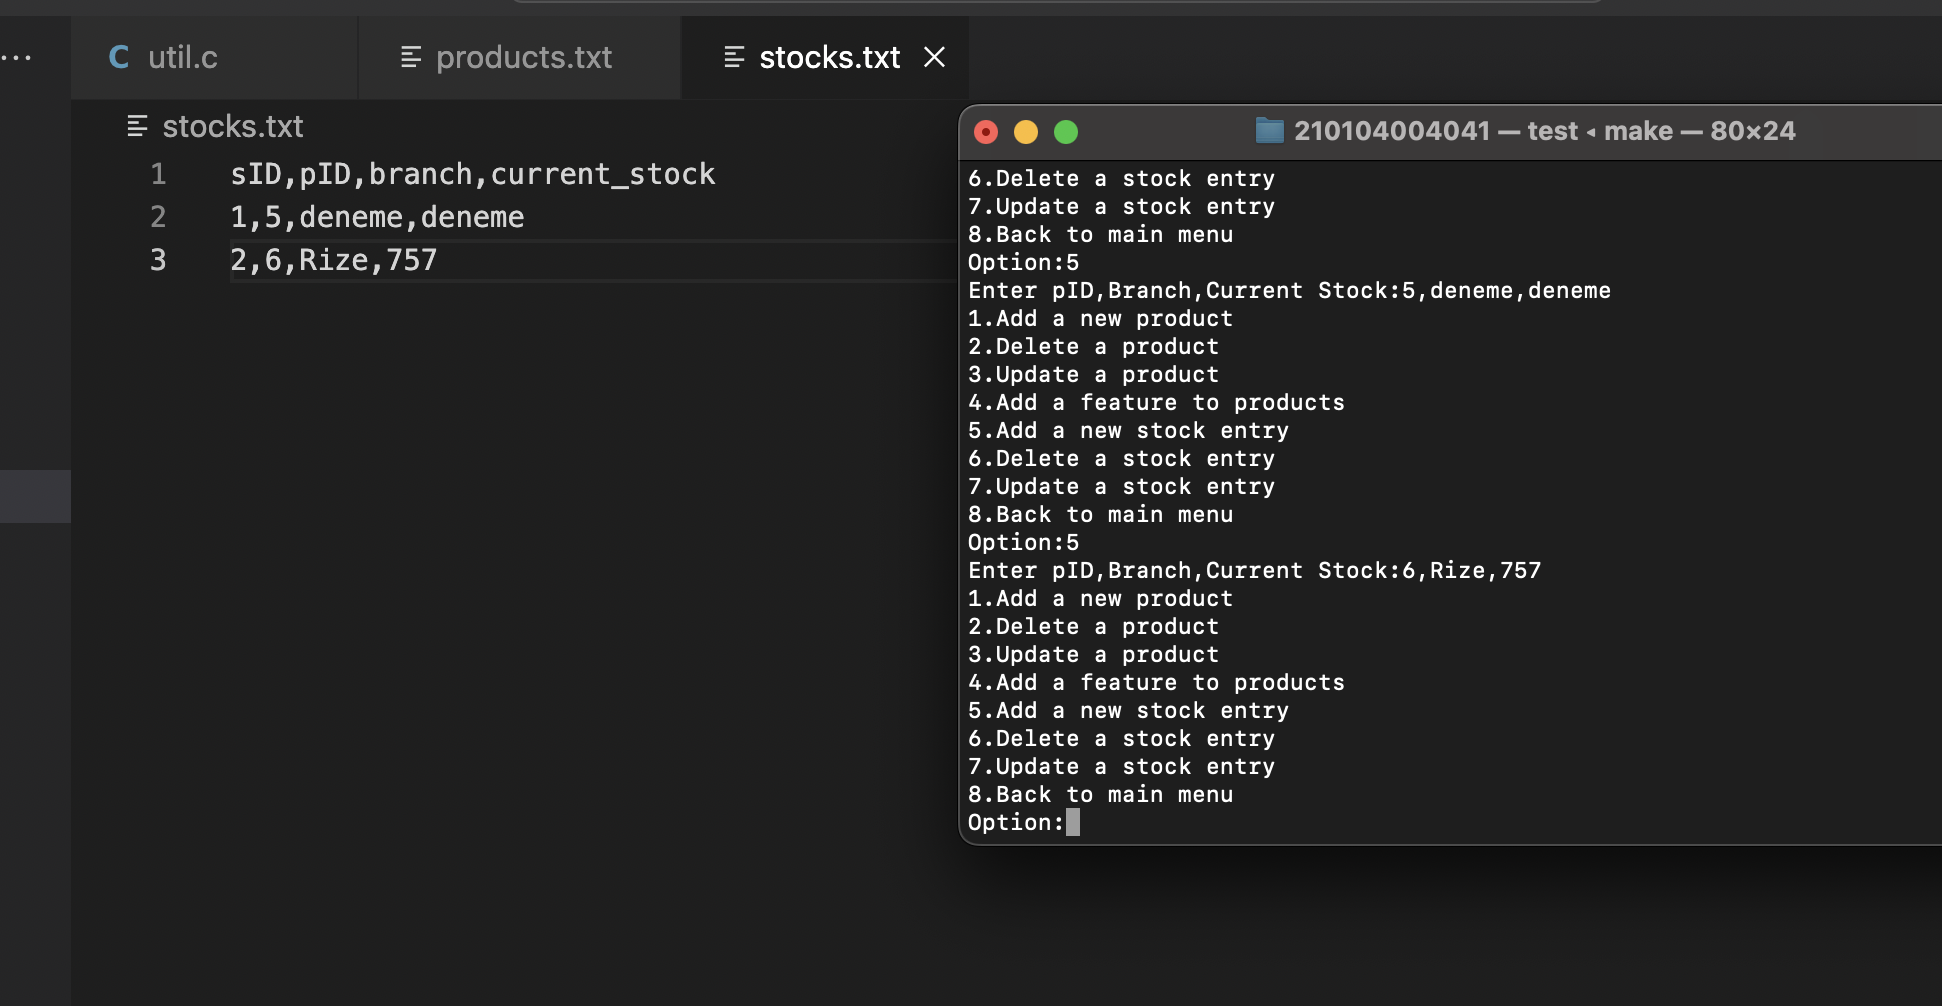 ... util.c products.txt stocks.txt
stocks.txt
1 sID,pID,branch,current_stock
2 1,5,deneme,deneme
3 2,6,Rize,757
210104004041 — test ◂ make — 80×24
6.Delete a stock entry
7.Update a stock entry
8.Back to main menu
Option:5
Enter pID,Branch,Current Stock:5,deneme,deneme
1.Add a new product
2.Delete a product
3.Update a product
4.Add a feature to products
5.Add a new stock entry
6.Delete a stock entry
7.Update a stock entry
8.Back to main menu
Option:5
Enter pID,Branch,Current Stock:6,Rize,757
1.Add a new product
2.Delete a product
3.Update a product
4.Add a feature to products
5.Add a new stock entry
6.Delete a stock entry
7.Update a stock entry
8.Back to main menu
Option: